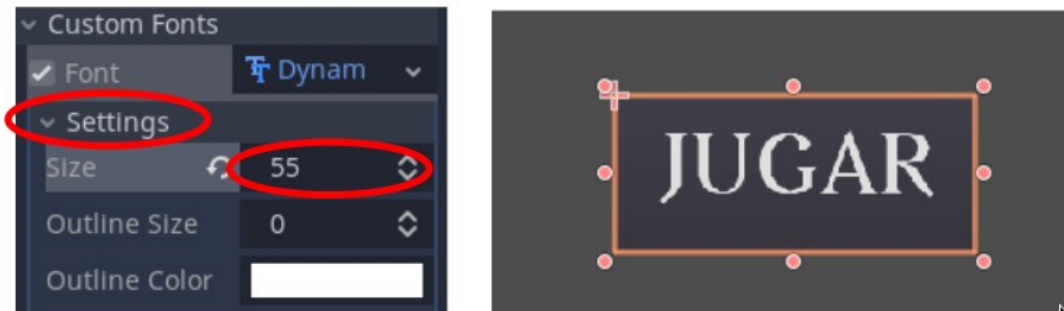 Custom Fonts
Font Dynam
Settings
Size 55
Outline Size 0
Outline Color
JUGAR